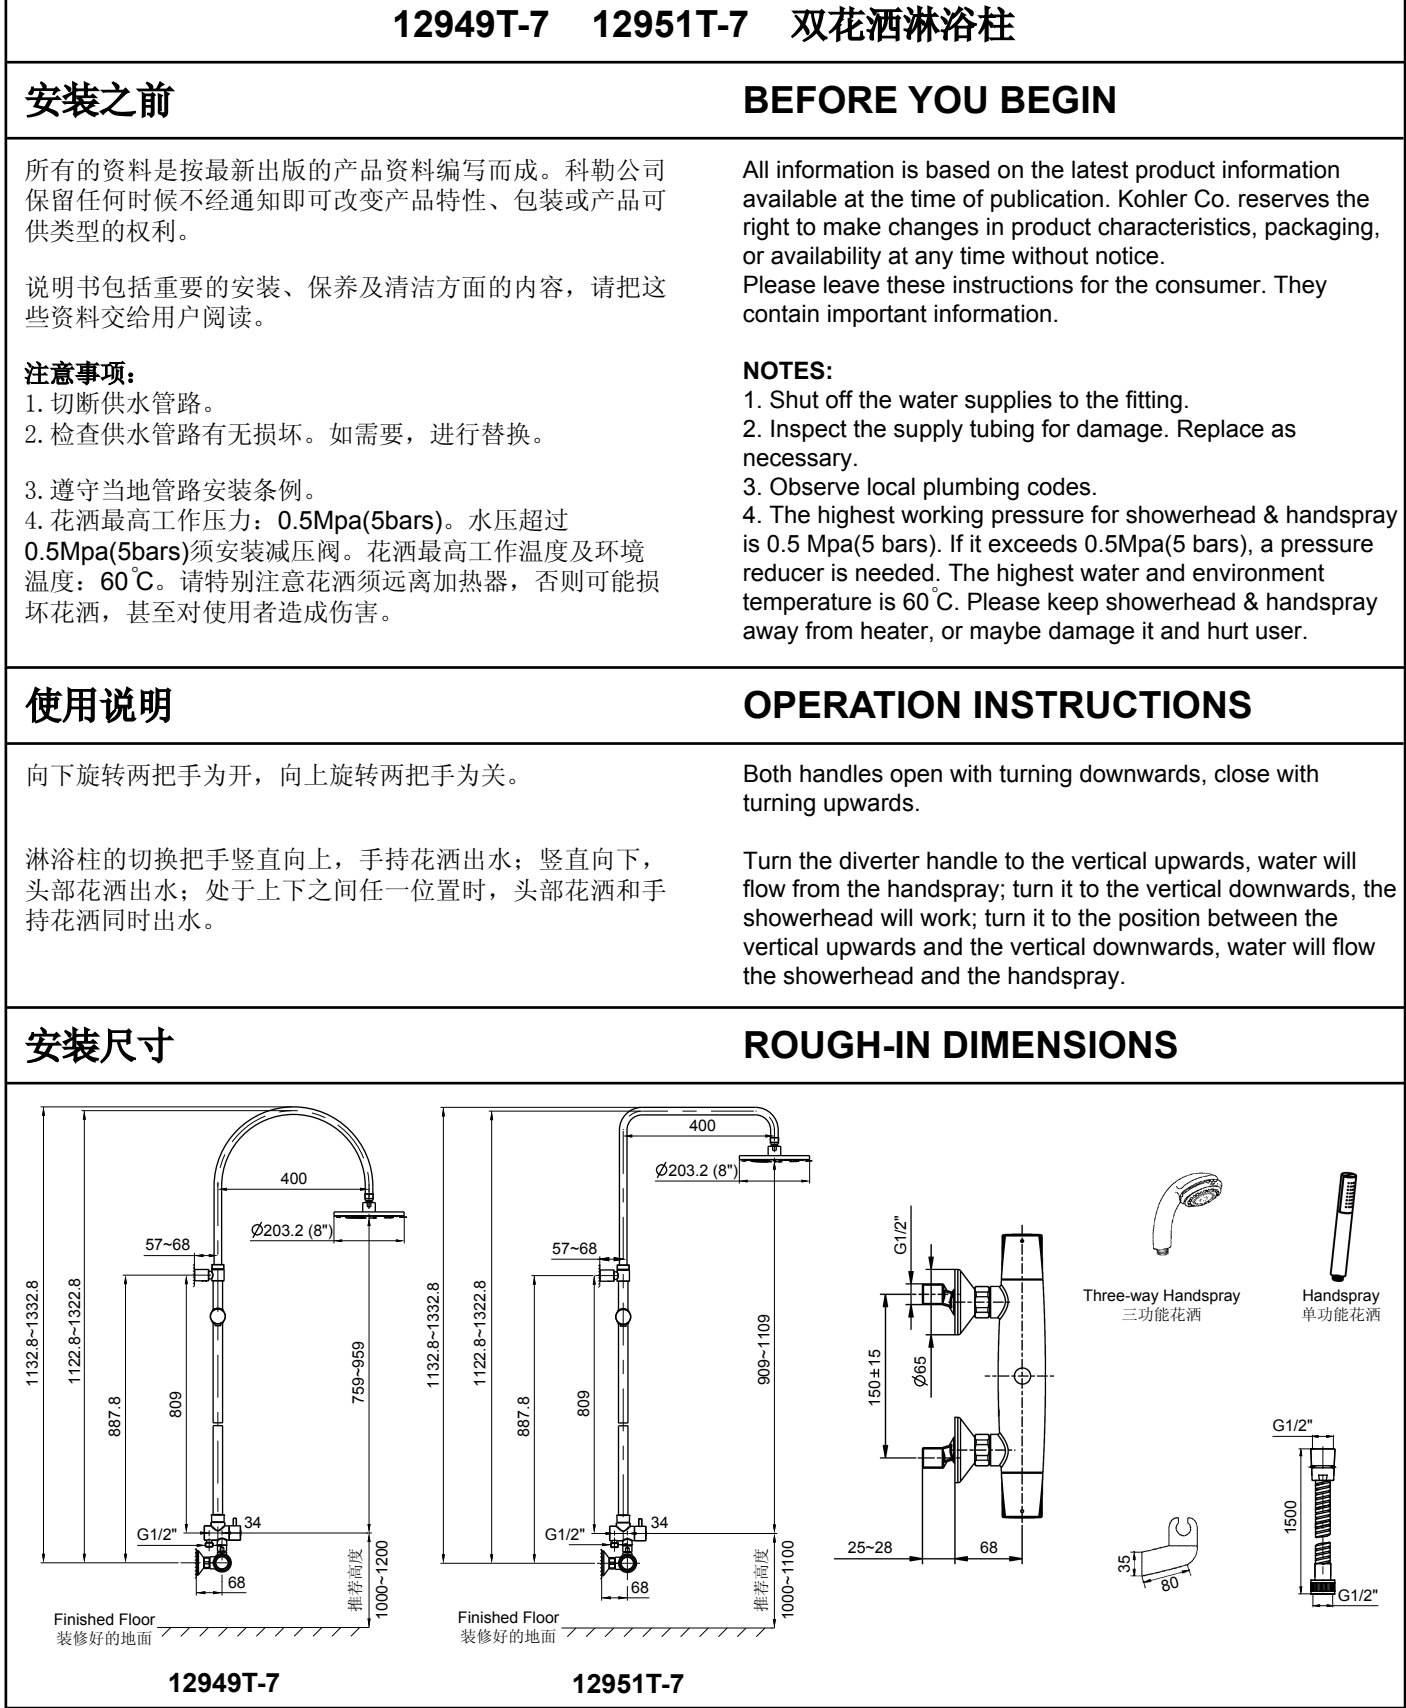 12949T-7 12951T-7 双花洒淋浴柱
安装之前
BEFORE YOU BEGIN
所有的资料是按最新出版的产品资料编写而成。科勒公司
保留任何时候不经通知即可改变产品特性、包装或产品可
供类型的权利。
说明书包括重要的安装、保养及清洁方面的内容，请把这
些资料交给用户阅读。
注意事项：
1.切断供水管路。
2.检查供水管路有无损坏。如需要，进行替换。
3.遵守当地管路安装条例。
4.花洒最高工作压力：0.5Mpa(5bars)。水压超过
0.5Mpa(5bars)须安装减压阀。花洒最高工作温度及环境
温度：60°C。请特别注意花洒须远离加热器，否则可能损
坏花洒，甚至对使用者造成伤害。
All information is based on the latest product information
available at the time of publication. Kohler Co. reserves the
right to make changes in product characteristics, packaging,
or availability at any time without notice.
Please leave these instructions for the consumer. They
contain important information.
NOTES:
1. Shut off the water supplies to the fitting.
2. Inspect the supply tubing for damage. Replace as
necessary.
3. Observe local plumbing codes.
4. The highest working pressure for showerhead & handspray
is 0.5 Mpa(5 bars). If it exceeds 0.5Mpa(5 bars), a pressure
reducer is needed. The highest water and environment
temperature is 60°C. Please keep showerhead & handspray
away from heater, or maybe damage it and hurt user.
使用说明
OPERATION INSTRUCTIONS
向下旋转两把手为开，向上旋转两把手为关。
淋浴柱的切换把手竖直向上，手持花洒出水；竖直向下，
头部花洒出水；处于上下之间任一位置时，头部花洒和手
持花洒同时出水。
Both handles open with turning downwards, close with
turning upwards.
Turn the diverter handle to the vertical upwards, water will
flow from the handspray; turn it to the vertical downwards, the
showerhead will work; turn it to the position between the
vertical upwards and the vertical downwards, water will flow
the showerhead and the handspray.
安装尺寸
ROUGH-IN DIMENSIONS
400
Ø203.2 (8")
57~68
1132.8~1332.8
1122.8~1322.8
887.8
809
759~959
G1/2"
34
68
推荐高度
1000~1200
Finished Floor
装修好的地面
12949T-7
400
Ø203.2 (8")
57~68
1132.8~1332.8
1122.8~1322.8
887.8
809
909~1109
G1/2"
34
68
推荐高度
1000~1100
Finished Floor
装修好的地面
12951T-7
G1/2"
150±15
Ø65
25~28
68
Three-way Handspray
三功能花洒
Handspray
单功能花洒
35
80
G1/2"
1500
G1/2"